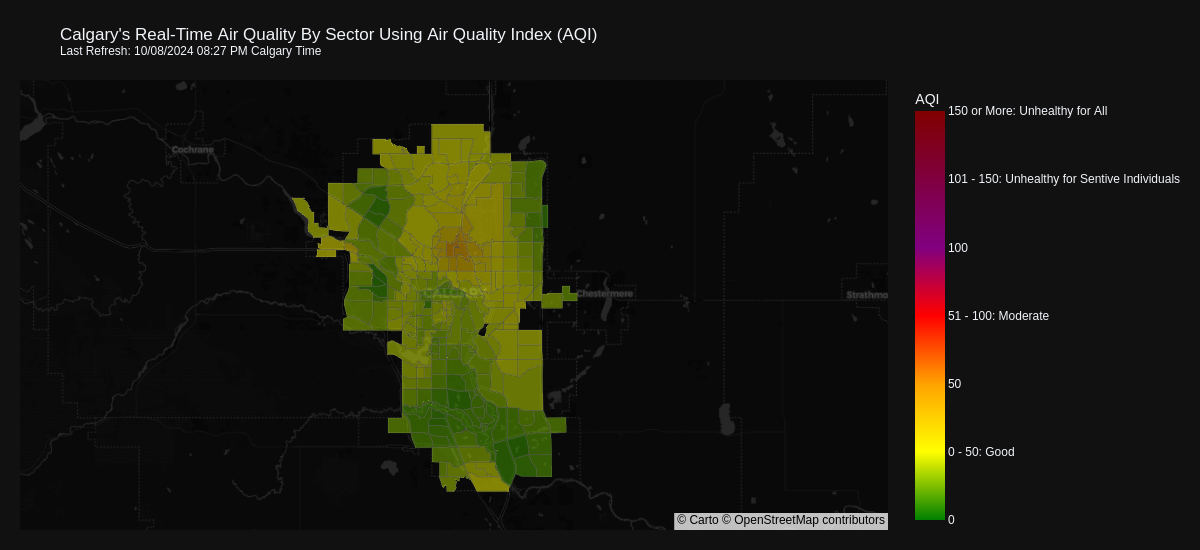 Calgary's Real-Time Air Quality By Sector Using Air Quality Index (AQI)
Last Refresh: 10/08/2024 08:27 PM Calgary Time
AQI
150 or More: Unhealthy for All
101 - 150: Unhealthy for Sentive Individuals
100
51 - 100: Moderate
50
0 - 50: Good
0
Cochrane
CALGARY
Chestermere
Strathmo
© Carto © OpenStreetMap contributors